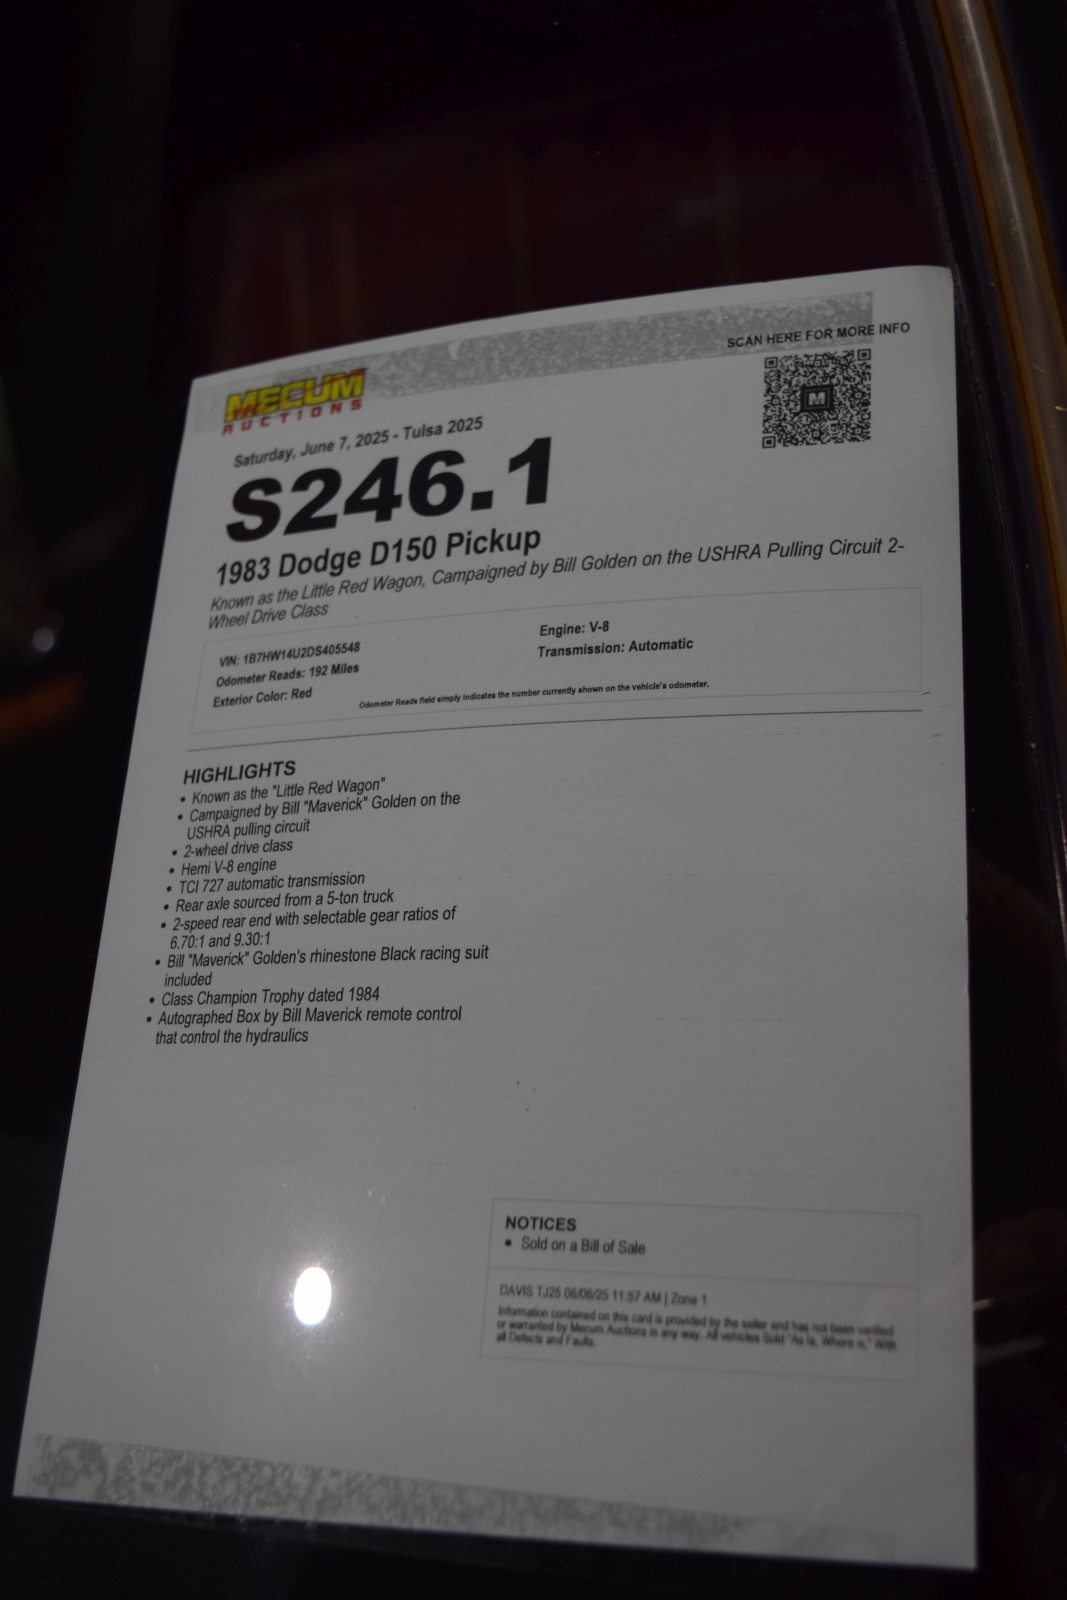 SCAN HERE FOR MORE INFO
MECUM
AUCTIONS
M
Saturday, June 7, 2025 - Tulsa 2025
S246.1
1983 Dodge D150 Pickup
Known as the Little Red Wagon, Campaigned by Bill Golden on the USHRA Pulling Circuit 2-
Wheel Drive Class
VIN: 1B7HW14U2DS405548
Odometer Reads: 192 Miles
Exterior Color: Red
Engine: V-8
Transmission: Automatic
Odometer Reads field simply indicates the number currently shown on the vehicle's odometer.
HIGHLIGHTS
• Known as the "Little Red Wagon"
• Campaigned by Bill "Maverick" Golden on the
USHRA pulling circuit
• 2-wheel drive class
• Hemi V-8 engine
• TCI 727 automatic transmission
• Rear axle sourced from a 5-ton truck
• 2-speed rear end with selectable gear ratios of
6.70:1 and 9.30:1
• Bill "Maverick" Golden's rhinestone Black racing suit
included
• Class Champion Trophy dated 1984
• Autographed Box by Bill Maverick remote control
that control the hydraulics
NOTICES
• Sold on a Bill of Sale
DAVIS TJ25 06/06/25 11:57 AM | Zone 1
Information contained on this card is provided by the seller and has not been verified
or warranted by Mecum Auctions in any way. All vehicles Sold "As Is, Where is," With
all Defects and Faults.